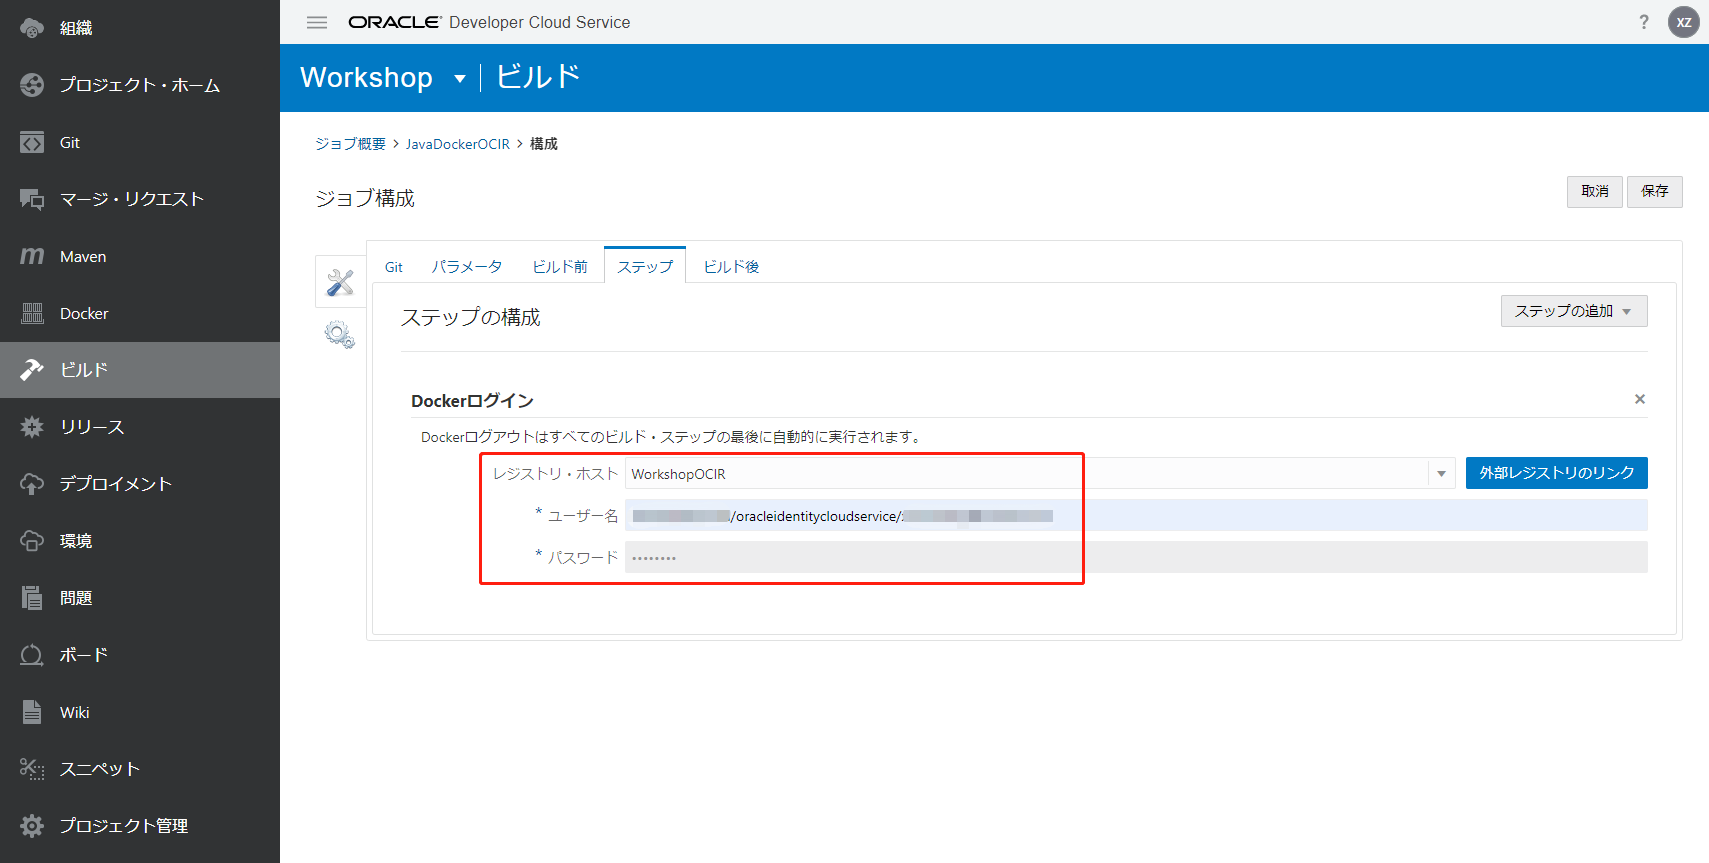 組織
プロジェクト・ホーム
Git
マージ・リクエスト
Maven
Docker
ビルド
リリース
デプロイメント
環境
問題
ボード
Wiki
スニペット
プロジェクト管理
ORACLE Developer Cloud Service
? XZ
Workshop ビルド
ジョブ概要 > JavaDockerOCIR > 構成
ジョブ構成
取消 保存
Git パラメータ ビルド前 ステップ ビルド後
ステップの構成
ステップの追加
Dockerログイン
Dockerログアウトはすべてのビルド・ステップの最後に自動的に実行されます。
レジストリ・ホスト WorkshopOCIR 外部レジストリのリンク
* ユーザー名 /oracleidentitycloudservice/
* パスワード ••••••••